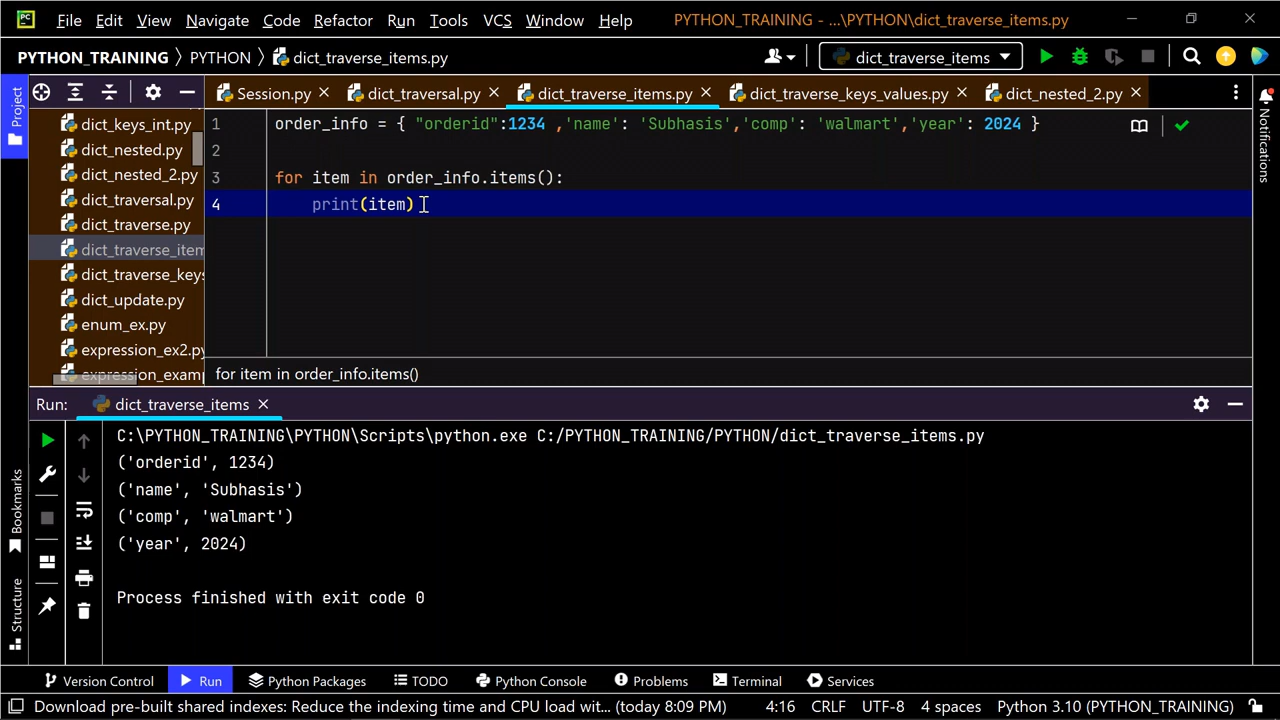 PC File Edit View Navigate Code Refactor Run Tools VCS Window Help PYTHON_TRAINING - ...\PYTHON\dict_traverse_items.py
PYTHON_TRAINING PYTHON dict_traverse_items.py dict_traverse_items
Project
Session.py dict_traversal.py dict_traverse_items.py dict_traverse_keys_values.py dict_nested_2.py
Notifications
dict_keys_int.py
dict_nested.py
dict_nested_2.py
dict_traversal.py
dict_traverse.py
dict_traverse_item
dict_traverse_keys
dict_update.py
enum_ex.py
expression_ex2.py
expression_examp
1 order_info = { "orderid":1234 ,'name': 'Subhasis','comp': 'walmart','year': 2024 }
2
3 for item in order_info.items():
4 print(item)
for item in order_info.items()
Run: dict_traverse_items
C:\PYTHON_TRAINING\PYTHON\Scripts\python.exe C:/PYTHON_TRAINING/PYTHON/dict_traverse_items.py
('orderid', 1234)
('name', 'Subhasis')
('comp', 'walmart')
('year', 2024)
Process finished with exit code 0
Bookmarks
Structure
Version Control Run Python Packages TODO Python Console Problems Terminal Services
Download pre-built shared indexes: Reduce the indexing time and CPU load wit... (today 8:09 PM) 4:16 CRLF UTF-8 4 spaces Python 3.10 (PYTHON_TRAINING)